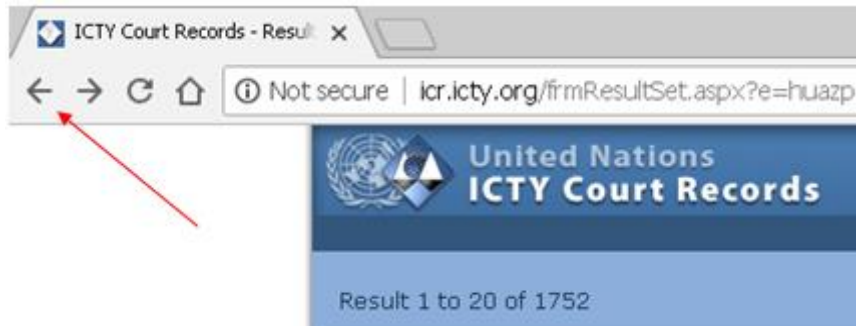 ICTY Court Records - Resul
Not secure | icr.icty.org/frmResultSet.aspx?e=huazp
United Nations
ICTY Court Records
Result 1 to 20 of 1752